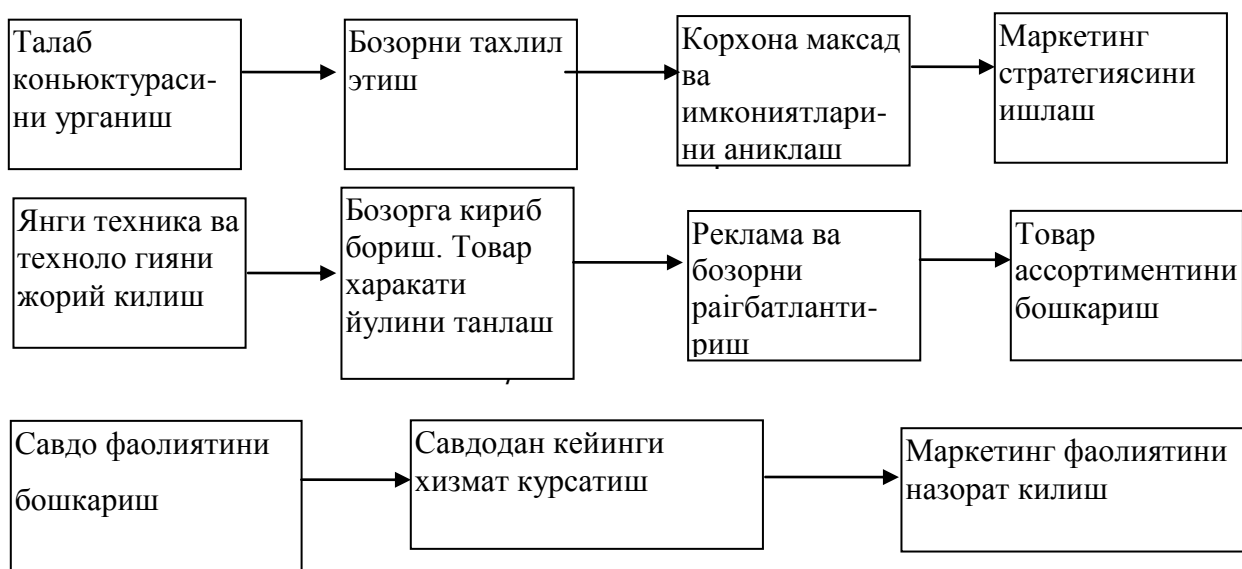 Талаб
коньюктураси-
ни урганиш
Бозорни тахлил
этиш
Корхона максад
ва
имкониятлари-
ни аниклаш
Маркетинг
стратегиясини
ишлаш
Янги техника ва
техноло гияни
жорий килиш
Бозорга кириб
бориш. Товар
харакати
йулини танлаш
Реклама ва
бозорни
раігбатланти-
риш
Товар
ассортиментини
бошкариш
Савдо фаолиятини
бошкариш
Савдодан кейинги
хизмат курсатиш
Маркетинг фаолиятини
назорат килиш